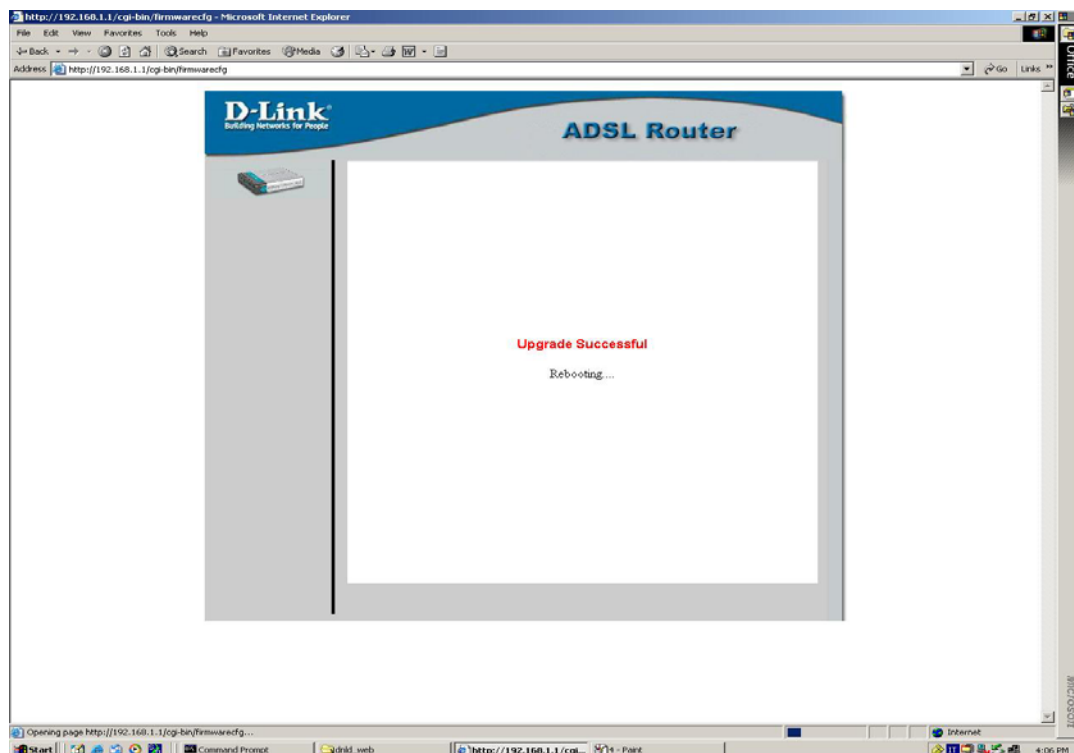 http://192.168.1.1/cgi-bin/firmwarecfg - Microsoft Internet Explorer
File Edit View Favorites Tools Help
Back Search Favorites Media
Address http://192.168.1.1/cgi-bin/firmwarecfg Go Links »
Office
D-Link
Building Networks for People
ADSL Router
Upgrade Successful
Rebooting....
Microsoft
Opening page http://192.168.1.1/cgi-bin/firmwarecfg... Internet
Start Command Prompt dnld_web http://192.168.1.1/cgi... - Paint IT 4:06 PM